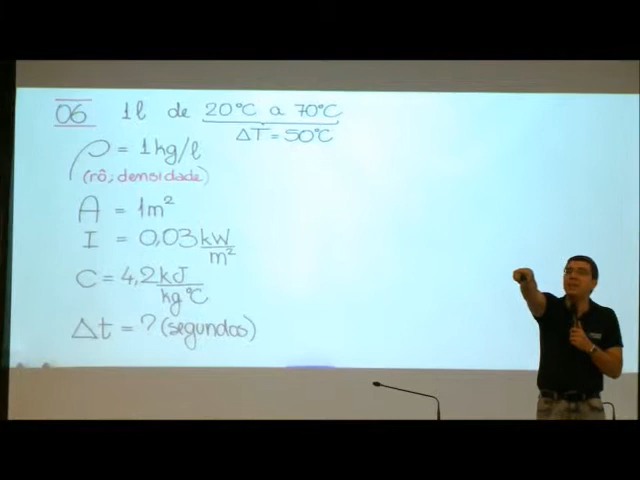 06 1l de 20°C a 70°C
ΔT = 50°C
ρ = 1kg/l
(rô; densidade)
A = 1m²
I = 0,03 kW/m²
C = 4,2 kJ/kg°C
Δt = ? (segundos)